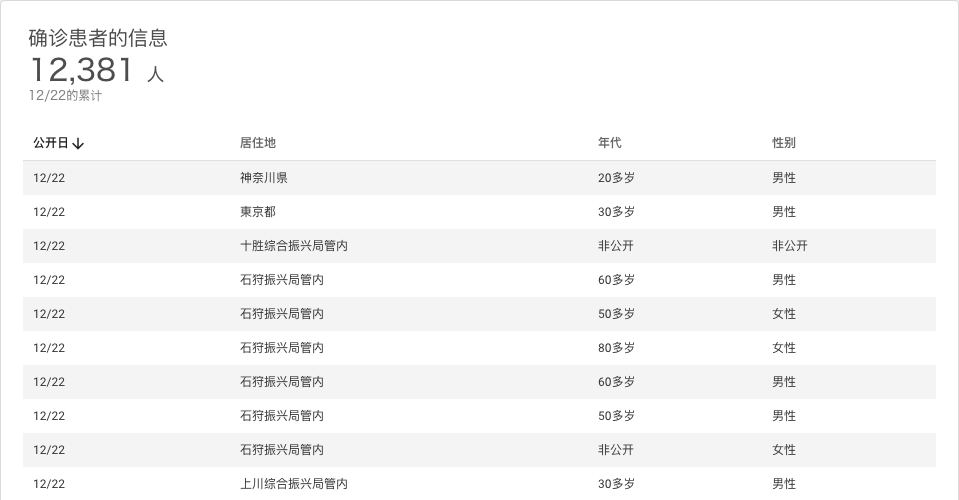 确诊患者的信息
12,381 人
12/22的累计
公开日↓ 居住地 年代 性别
12/22 神奈川県 20多岁 男性
12/22 東京都 30多岁 男性
12/22 十胜综合振兴局管内 非公开 非公开
12/22 石狩振兴局管内 60多岁 男性
12/22 石狩振兴局管内 50多岁 女性
12/22 石狩振兴局管内 80多岁 女性
12/22 石狩振兴局管内 60多岁 男性
12/22 石狩振兴局管内 50多岁 男性
12/22 石狩振兴局管内 非公开 女性
12/22 上川综合振兴局管内 30多岁 男性